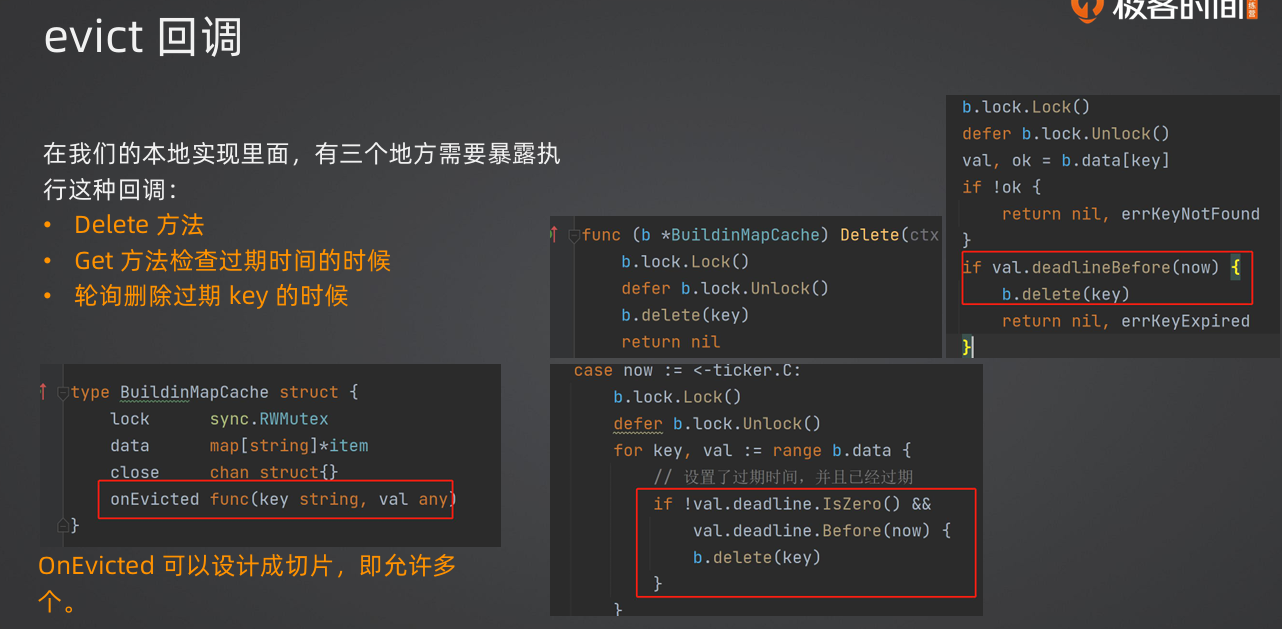 evict 回调
极客时间
在我们的本地实现里面，有三个地方需要暴露执
行这种回调：
• Delete 方法
• Get 方法检查过期时间的时候
• 轮询删除过期 key 的时候
type BuildinMapCache struct {
lock sync.RWMutex
data map[string]*item
close chan struct{}
onEvicted func(key string, val any)
}
OnEvicted 可以设计成切片，即允许多
个。
func (b *BuildinMapCache) Delete(ctx
b.lock.Lock()
defer b.lock.Unlock()
b.delete(key)
return nil
b.lock.Lock()
defer b.lock.Unlock()
val, ok = b.data[key]
if !ok {
return nil, errKeyNotFound
}
if val.deadlineBefore(now) {
b.delete(key)
return nil, errKeyExpired
}
case now := <-ticker.C:
b.lock.Lock()
defer b.lock.Unlock()
for key, val := range b.data {
// 设置了过期时间，并且已经过期
if !val.deadline.IsZero() &&
val.deadline.Before(now) {
b.delete(key)
}
}